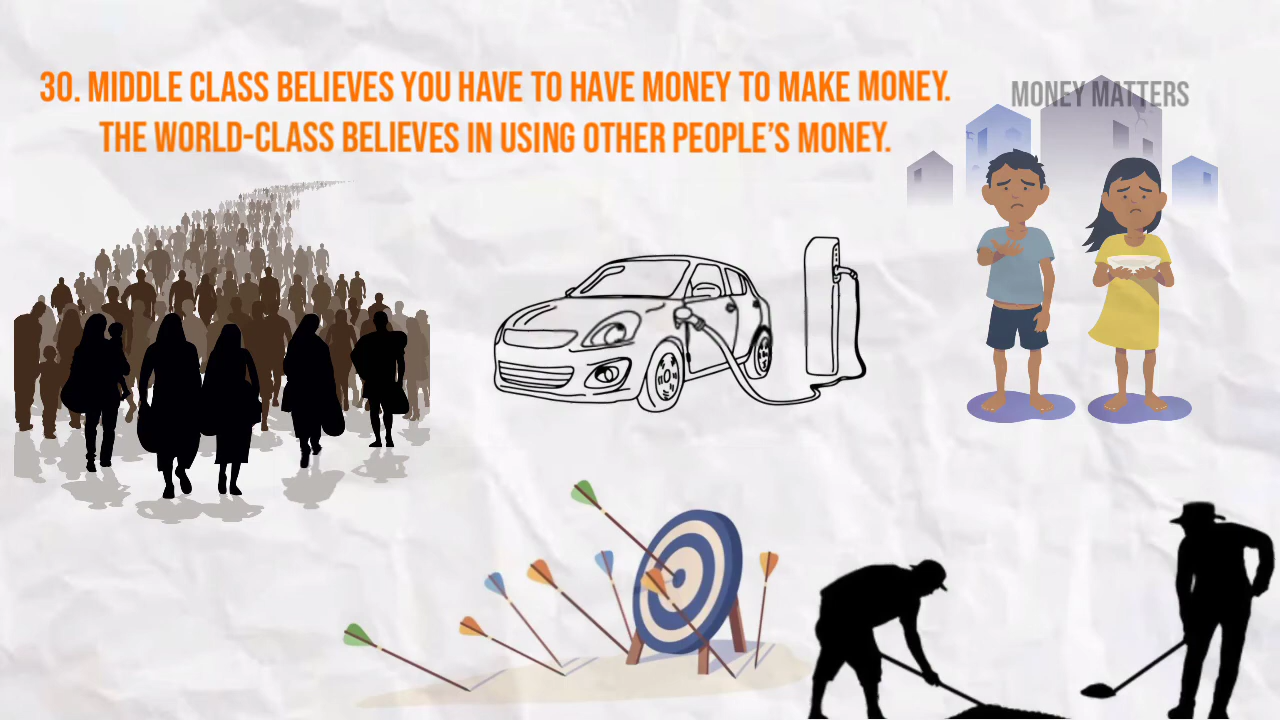 30. MIDDLE CLASS BELIEVES YOU HAVE TO HAVE MONEY TO MAKE MONEY.
THE WORLD-CLASS BELIEVES IN USING OTHER PEOPLE'S MONEY.
MONEY MATTERS